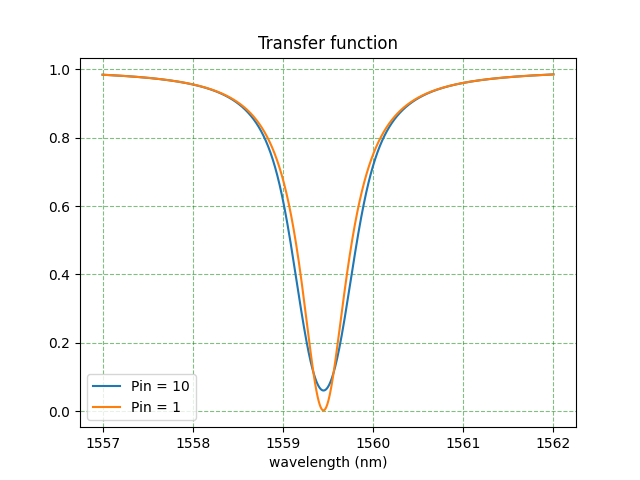 Transfer function
1.0
0.8
0.6
0.4
0.2
0.0
Pin = 10
Pin = 1
1557 1558 1559 1560 1561 1562
wavelength (nm)